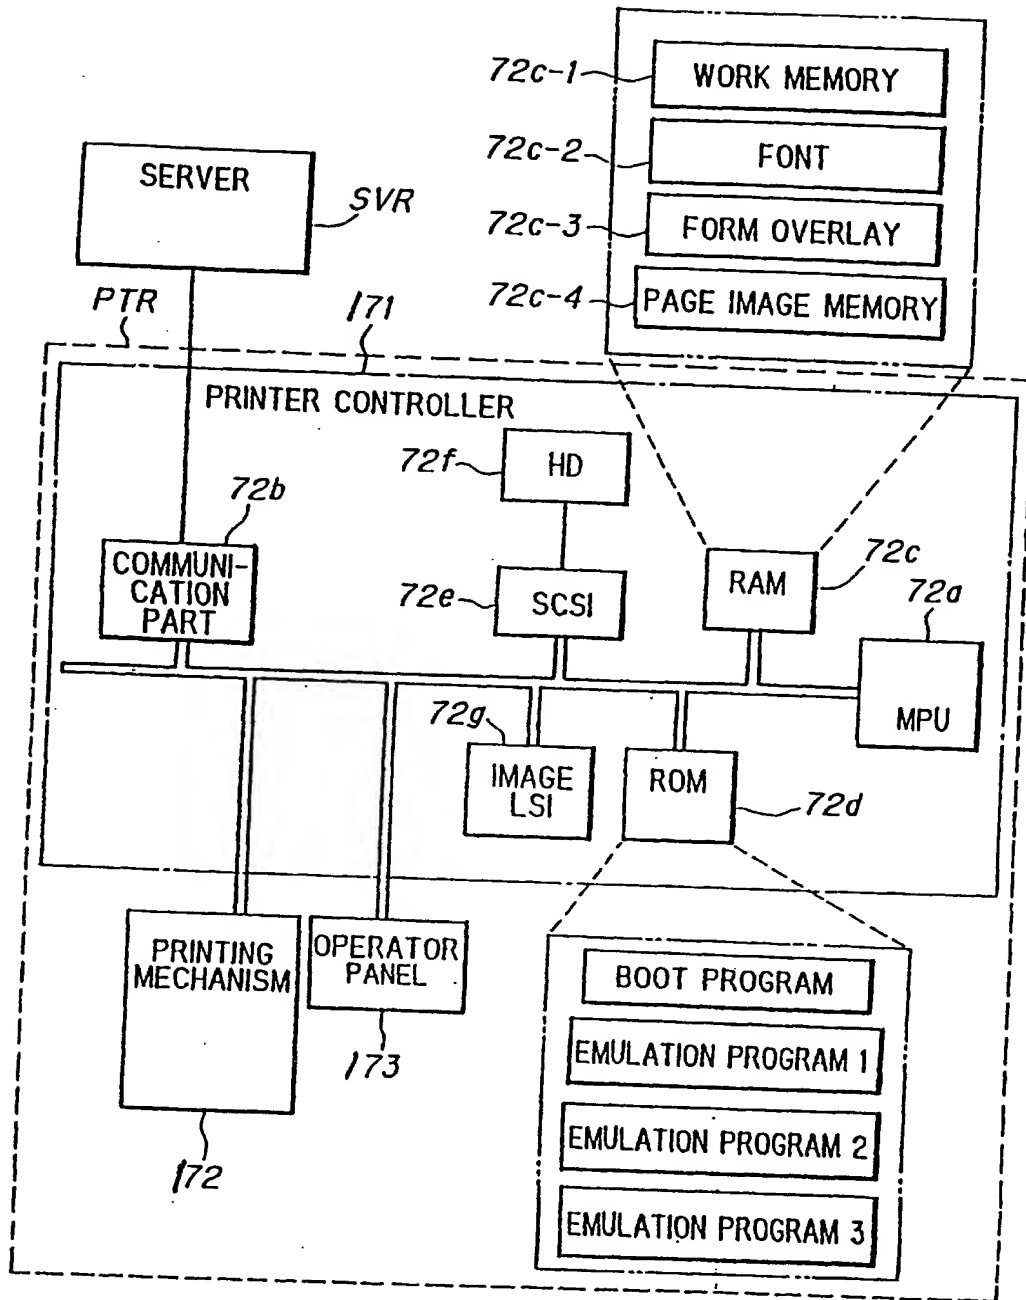 72c-1
WORK MEMORY
72c-2
FONT
72c-3
FORM OVERLAY
72c-4
PAGE IMAGE MEMORY
SERVER
SVR
PTR
171
PRINTER CONTROLLER
72f
HD
72b
COMMUNI-
CATION
PART
72e
SCSI
RAM
72c
72a
MPU
72g
IMAGE
LSI
ROM
72d
PRINTING
MECHANISM
OPERATOR
PANEL
172
173
BOOT PROGRAM
EMULATION PROGRAM 1
EMULATION PROGRAM 2
EMULATION PROGRAM 3